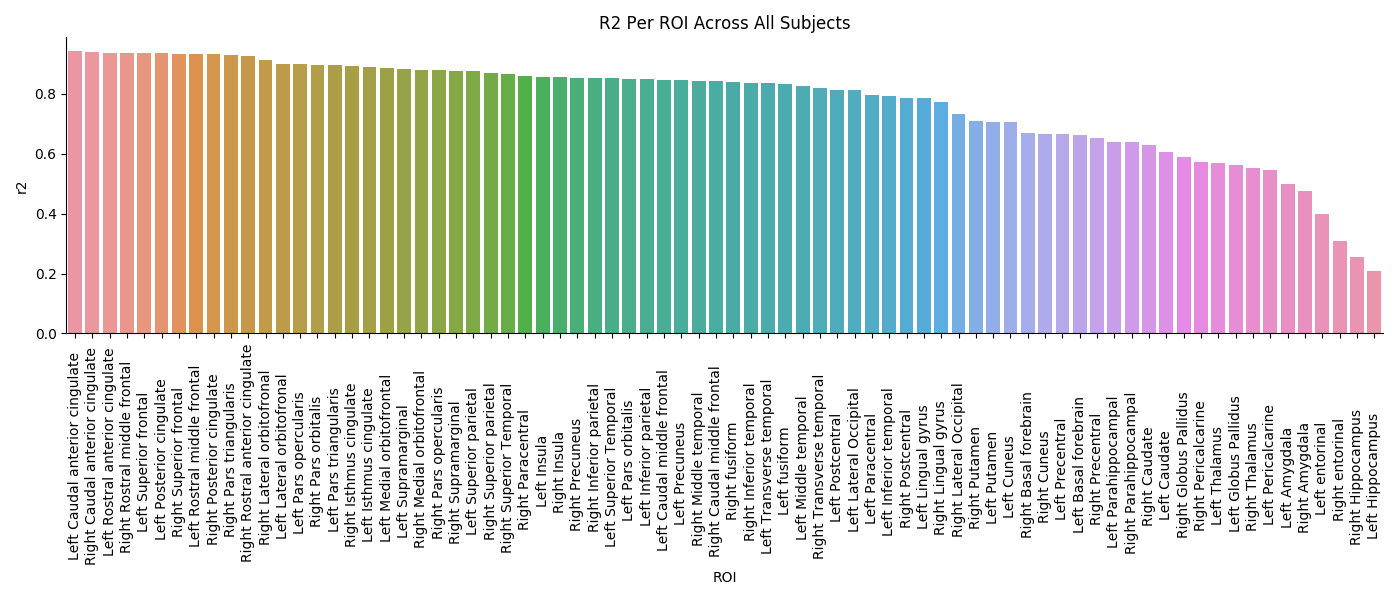 R2 Per ROI Across All Subjects
r2
0.8
0.6
0.4
0.2
0.0
Left Caudal anterior cingulate
Right Caudal anterior cingulate
Left Rostral anterior cingulate
Right Rostral middle frontal
Left Superior frontal
Left Posterior cingulate
Right Superior frontal
Left Rostral middle frontal
Right Posterior cingulate
Right Pars triangularis
Right Rostral anterior cingulate
Right Lateral orbitofronal
Left Lateral orbitofronal
Left Pars opercularis
Right Pars orbitalis
Left Pars triangularis
Right Isthmus cingulate
Left Isthmus cingulate
Left Medial orbitofrontal
Left Supramarginal
Right Medial orbitofrontal
Right Pars opercularis
Right Supramarginal
Left Superior parietal
Right Superior parietal
Right Superior Temporal
Right Paracentral
Left Insula
Right Insula
Right Precuneus
Right Inferior parietal
Left Superior Temporal
Left Pars orbitalis
Left Inferior parietal
Left Caudal middle frontal
Left Precuneus
Right Middle temporal
Right Caudal middle frontal
Right fusiform
Right Inferior temporal
Left Transverse temporal
Left fusiform
Left Middle temporal
Right Transverse temporal
Left Postcentral
Left Lateral Occipital
Left Paracentral
Left Inferior temporal
Right Postcentral
Left Lingual gyrus
Right Lingual gyrus
Right Lateral Occipital
Right Putamen
Left Putamen
Left Cuneus
Right Basal forebrain
Right Cuneus
Left Precentral
Left Basal forebrain
Right Precentral
Left Parahippocampal
Right Parahippocampal
Right Caudate
Left Caudate
Right Globus Pallidus
Right Pericalcarine
Left Thalamus
Left Globus Pallidus
Right Thamalus
Left Pericalcarine
Left Amygdala
Right Amygdala
Left entorinal
Right entorinal
Right Hippocampus
Left Hippocampus
ROI